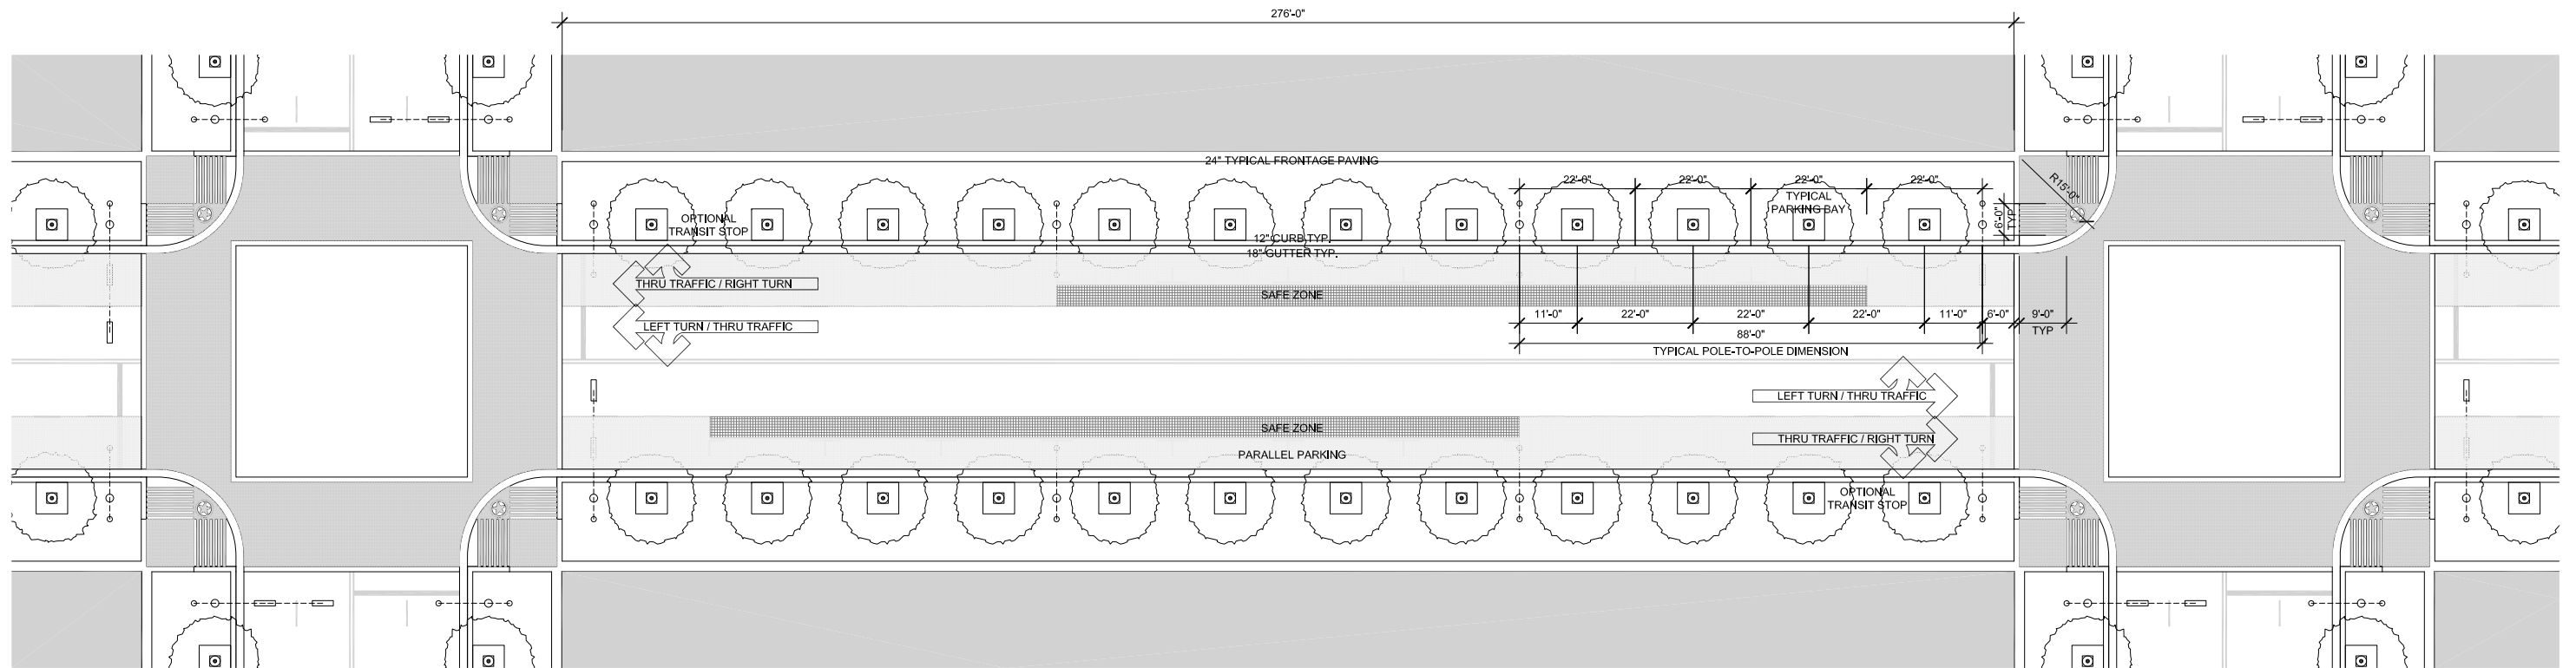 276'-0"
24" TYPICAL FRONTAGE PAVING
22'-0"
22'-0"
22'-0"
22'-0"
TYPICAL
PARKING BAY
R15'-0"
6'-0"
TYP
OPTIONAL
TRANSIT STOP
12" CURB TYP.
18" GUTTER TYP.
THRU TRAFFIC / RIGHT TURN
SAFE ZONE
LEFT TURN / THRU TRAFFIC
11'-0"
22'-0"
22'-0"
22'-0"
11'-0"
6'-0"
9'-0"
TYP
88'-0"
TYPICAL POLE-TO-POLE DIMENSION
LEFT TURN / THRU TRAFFIC
SAFE ZONE
THRU TRAFFIC / RIGHT TURN
PARALLEL PARKING
OPTIONAL
TRANSIT STOP